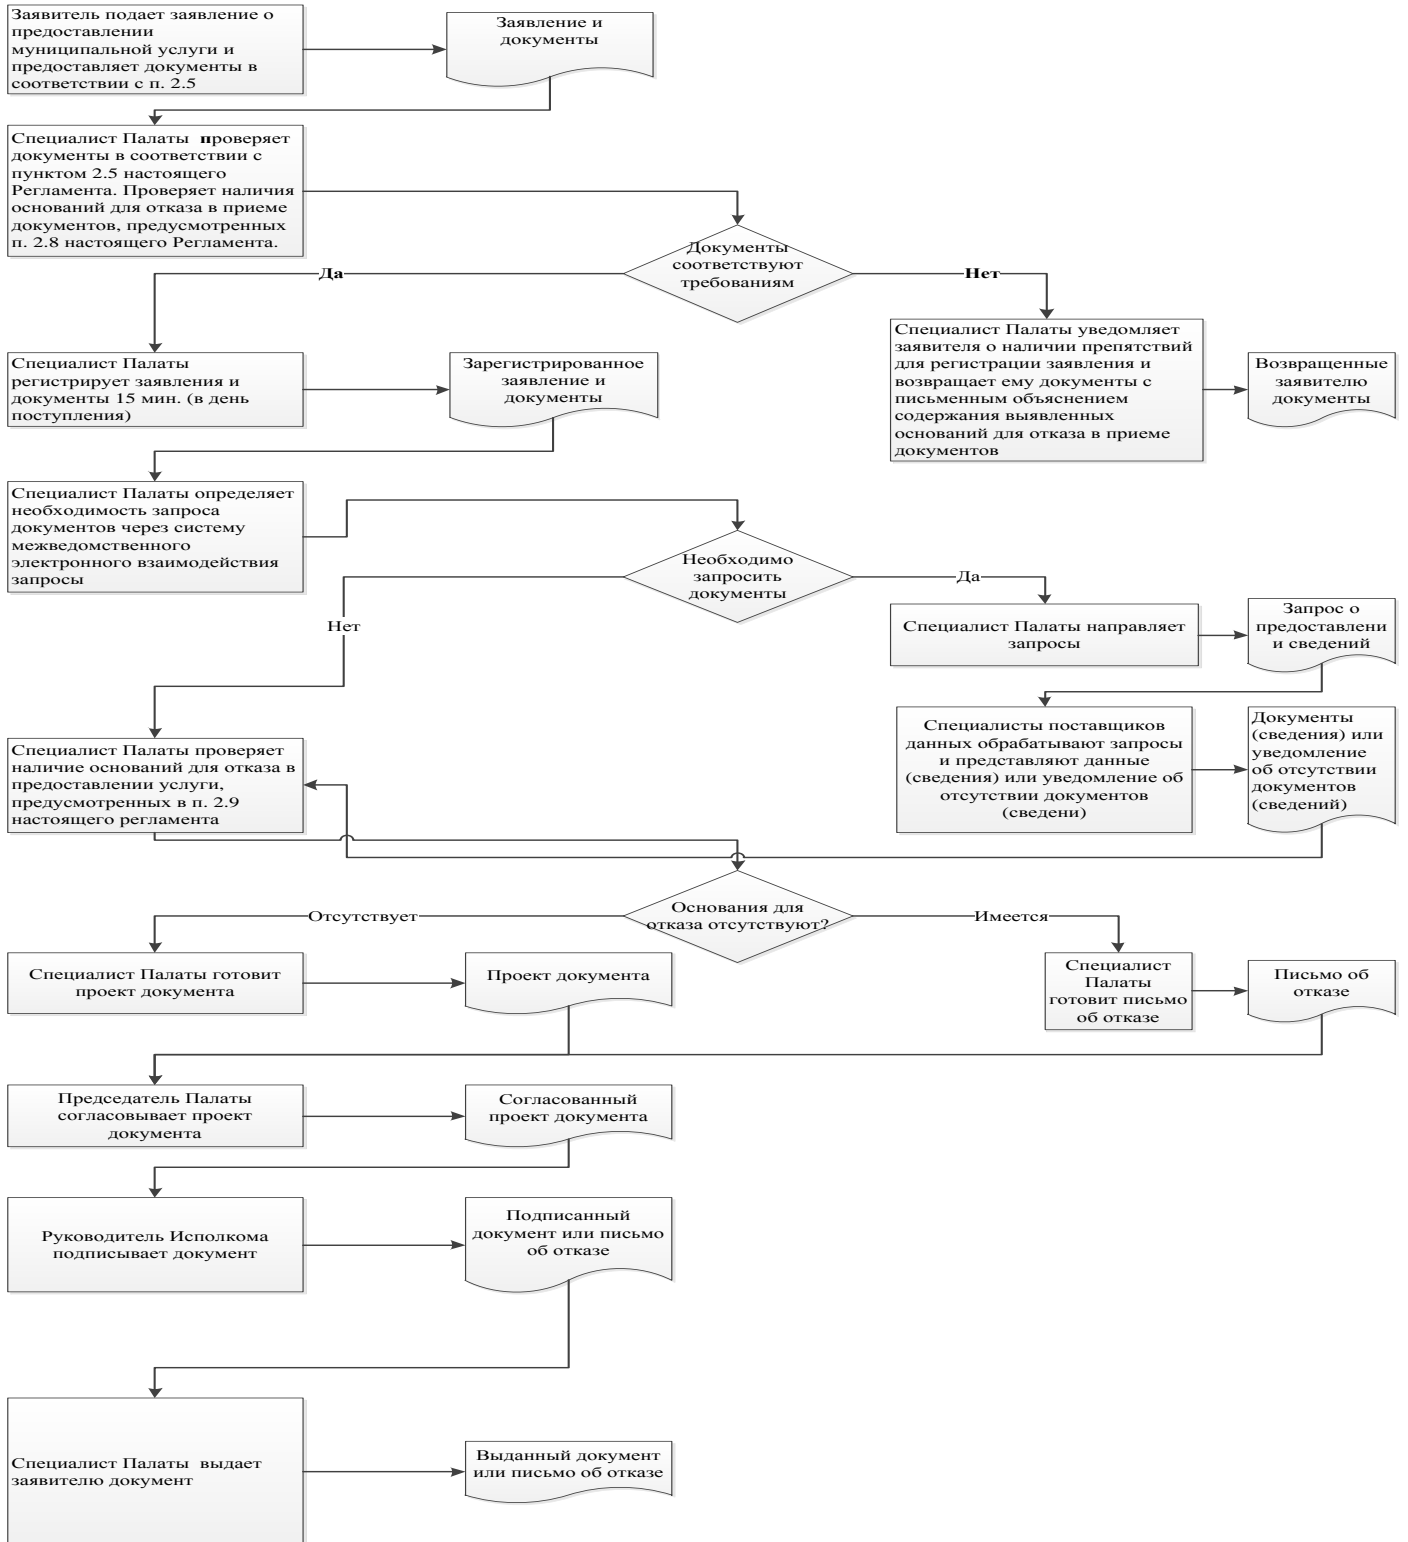 Заявитель подает заявление о
предоставлении
муниципальной услуги и
предоставляет документы в
соответствии с п. 2.5
Заявление и
документы
Специалист Палаты проверяет
документы в соответствии с
пунктом 2.5 настоящего
Регламента. Проверяет наличия
оснований для отказа в приеме
документов, предусмотренных
п. 2.8 настоящего Регламента.
Документы
соответствуют
требованиям
Да
Нет
Специалист Палаты
регистрирует заявления и
документы 15 мин. (в день
поступления)
Зарегистрированное
заявление и
документы
Специалист Палаты уведомляет
заявителя о наличии препятствий
для регистрации заявления и
возвращает ему документы с
письменным объяснением
содержания выявленных
оснований для отказа в приеме
документов
Возвращенные
заявителю
документы
Специалист Палаты определяет
необходимость запроса
документов через систему
межведомственного
электронного взаимодействия
запросы
Необходимо
запросить
документы
Да
Нет
Специалист Палаты направляет
запросы
Запрос о
предоставлени
и сведений
Специалисты поставщиков
данных обрабатывают запросы
и представляют данные
(сведения) или уведомление об
отсутствии документов
(сведени)
Документы
(сведения) или
уведомление
об отсутствии
документов
(сведений)
Специалист Палаты проверяет
наличие оснований для отказа в
предоставлении услуги,
предусмотренных в п. 2.9
настоящего регламента
Основания для
отказа отсутствуют?
Отсутствует
Имеется
Специалист Палаты готовит
проект документа
Проект документа
Специалист
Палаты
готовит письмо
об отказе
Письмо об
отказе
Председатель Палаты
согласовывает проект
документа
Согласованный
проект документа
Руководитель Исполкома
подписывает документ
Подписанный
документ или письмо
об отказе
Специалист Палаты выдает
заявителю документ
Выданный документ
или письмо об отказе